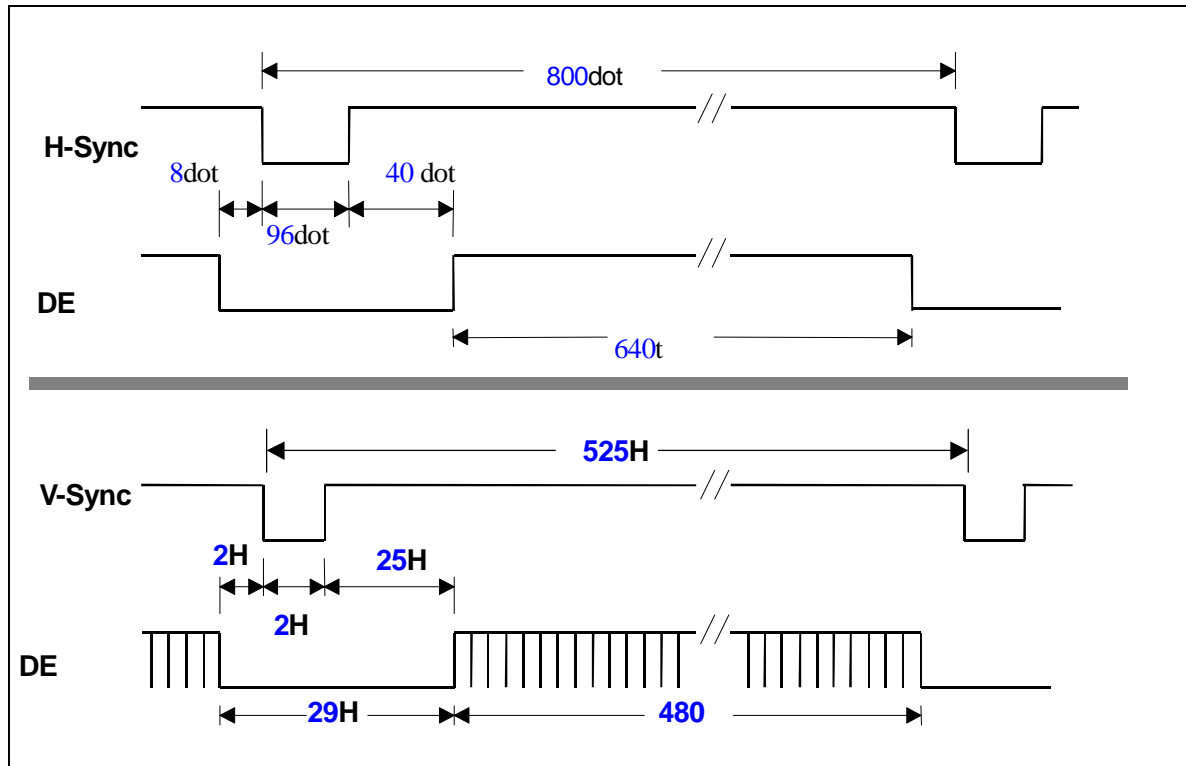 800dot
H-Sync
8dot
40 dot
96dot
DE
640t
525H
V-Sync
2H
25H
2H
DE
29H
480